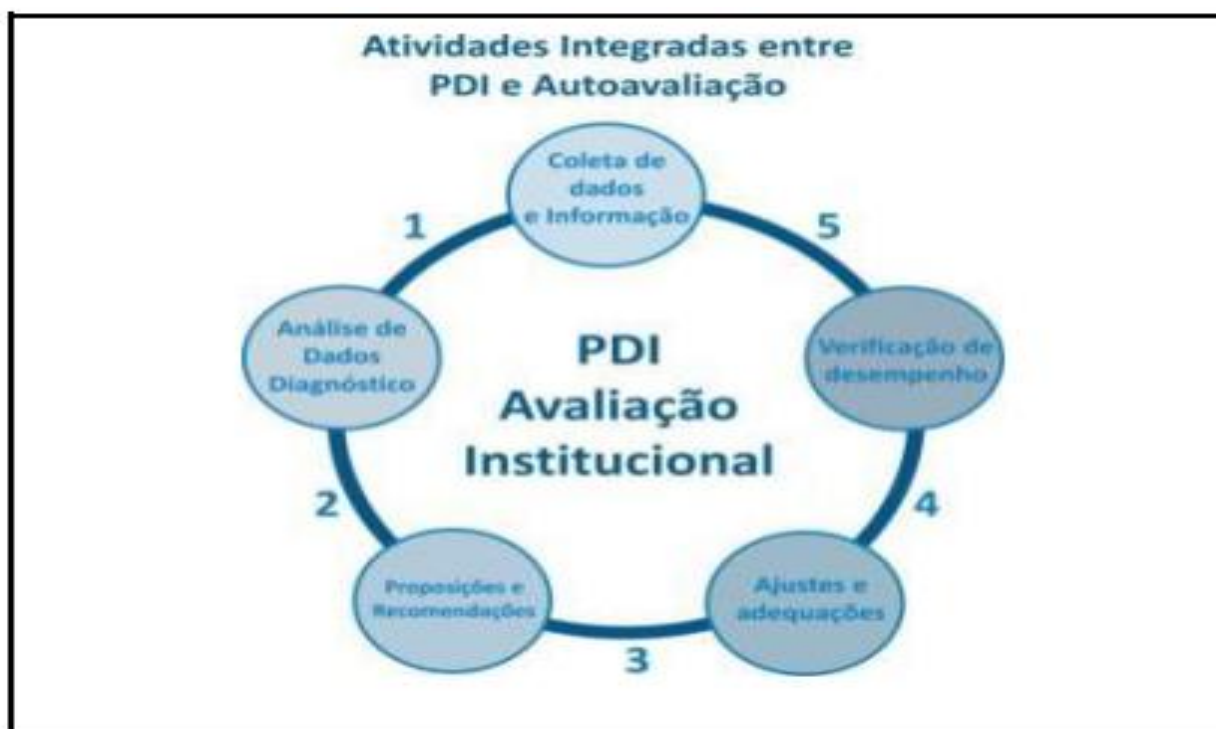 Atividades Integradas entre
PDI e Autoavaliação
Coleta de
dados
e Informação
1
5
Análise de
Dados
Diagnóstico
PDI
Avaliação
Institucional
Verificação de
desempenho
2
4
Proposições e
Recomendações
Ajustes e
adequações
3